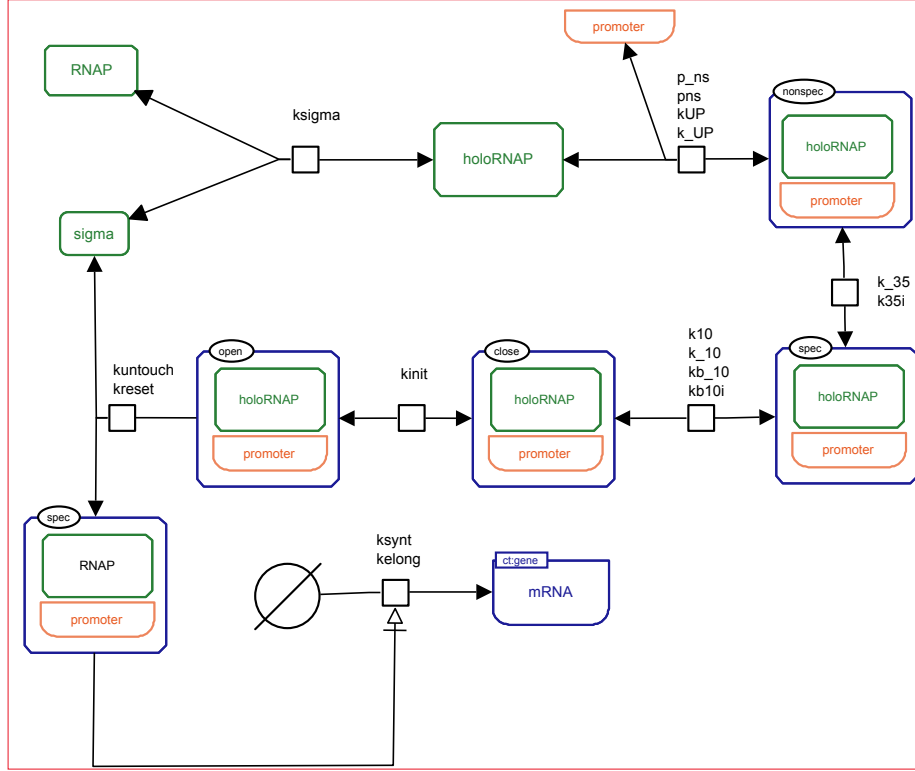 promoter
RNAP
ksigma
holoRNAP
p_ns
pns
kUP
k_UP
nonspec
holoRNAP
promoter
sigma
k_35
k35i
kuntouch
kreset
open
holoRNAP
promoter
kinit
close
holoRNAP
promoter
k10
k_10
kb_10
kb10i
spec
holoRNAP
promoter
spec
RNAP
promoter
ksynt
kelong
ct:gene
mRNA